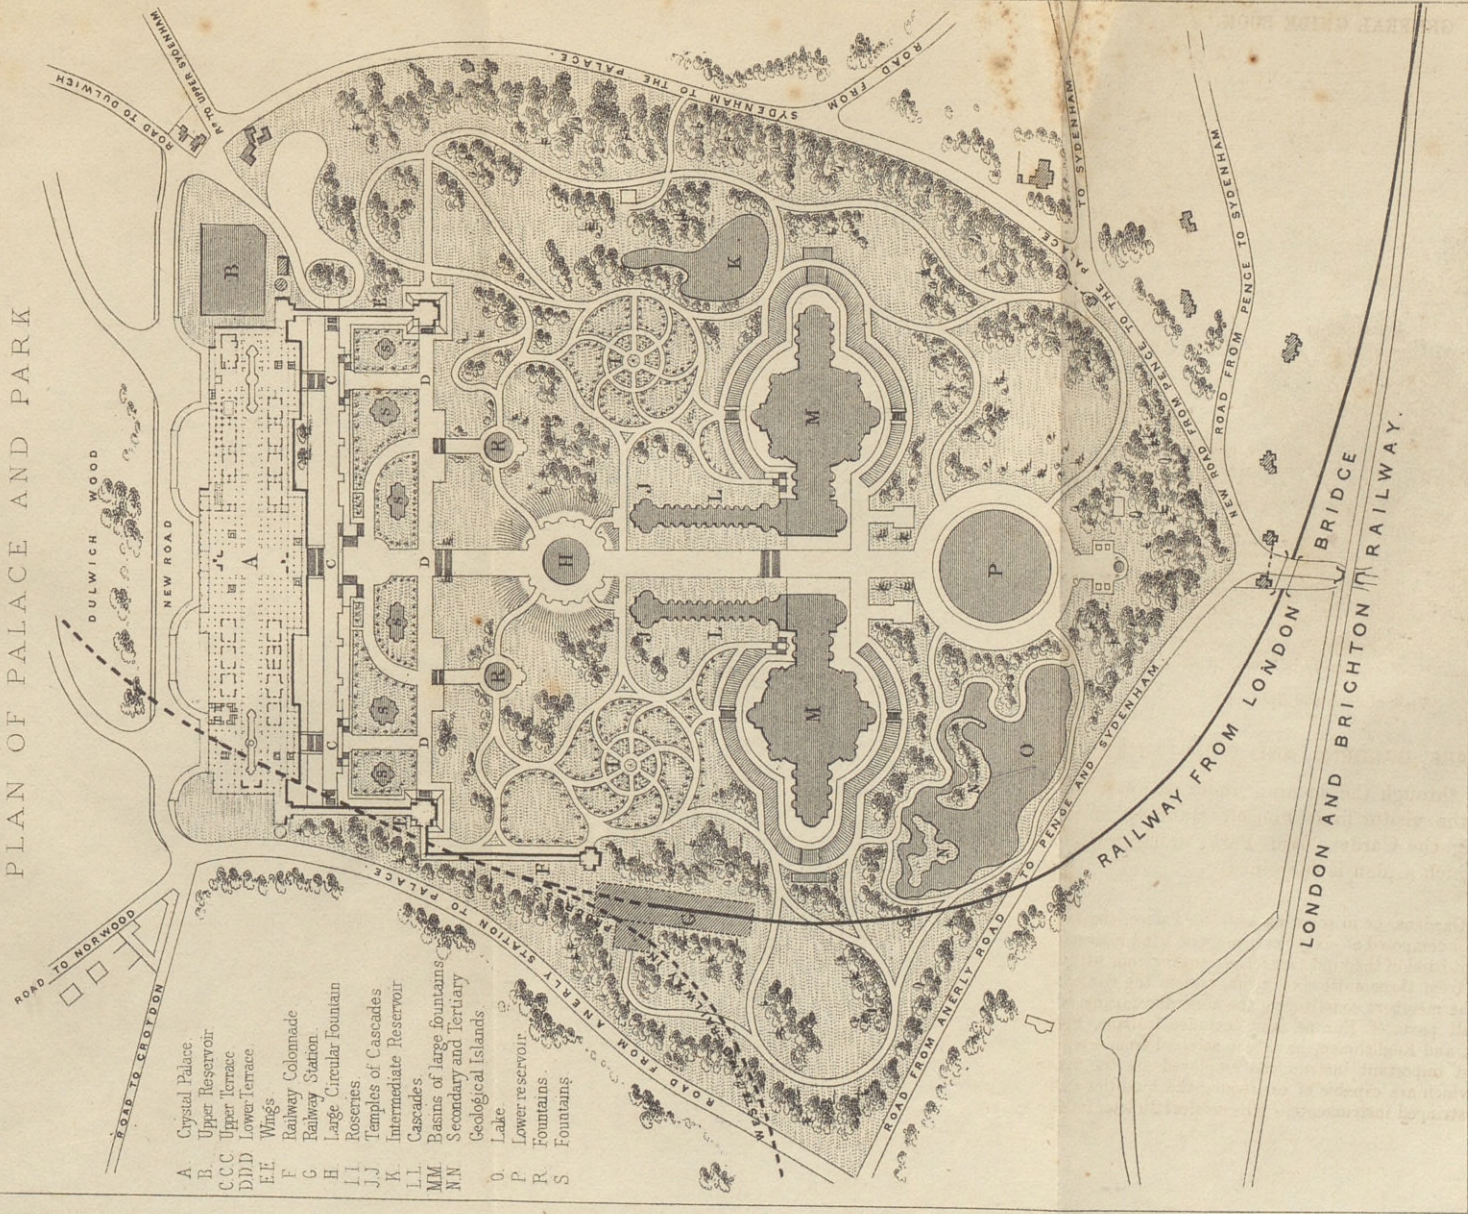 PLAN OF PALACE AND PARK
DULWICH WOOD
NEW ROAD
ROAD TO DULWICH
RD TO UPPER SYDENHAM
ROAD TO NORWOOD
ROAD TO CROYDON
SYDENHAM TO THE PALACE.
ROAD FROM
TO SYDENHAM
NEW ROAD FROM PENGE TO THE PALACE.
ROAD FROM PENGE TO SYDENHAM
ROAD FROM ANERLY STATION TO PALACE.
ROAD FROM ANERLY ROAD TO PENGE AND SYDENHAM.
WEST END RAILWAY IN
PROGRESS
RAILWAY FROM LONDON BRIDGE
LONDON AND BRIGHTON RAILWAY.
A
B
C
C
C
D
D
D
E
E
F
G
H
I
I
J
J
K
L
L
M
M
N
N
O
P
R
R
S
S
S
S
S
S
A. Crystal Palace.
B. Upper Reservoir
C.C.C. Upper Terrace
D.D.D Lower Terrace.
E.E. Wings
F Railway Colonnade
G Railway Station.
H Large Circular Fountain
I I Roseries
J.J Temples of Cascades
K Intermediate Reservoir
L.L Cascades
M.M. Basins of large fountains
N.N Secondary and Tertiary
Geological Islands.
O. Lake
P Lower reservoir
R Fountains.
S Fountains